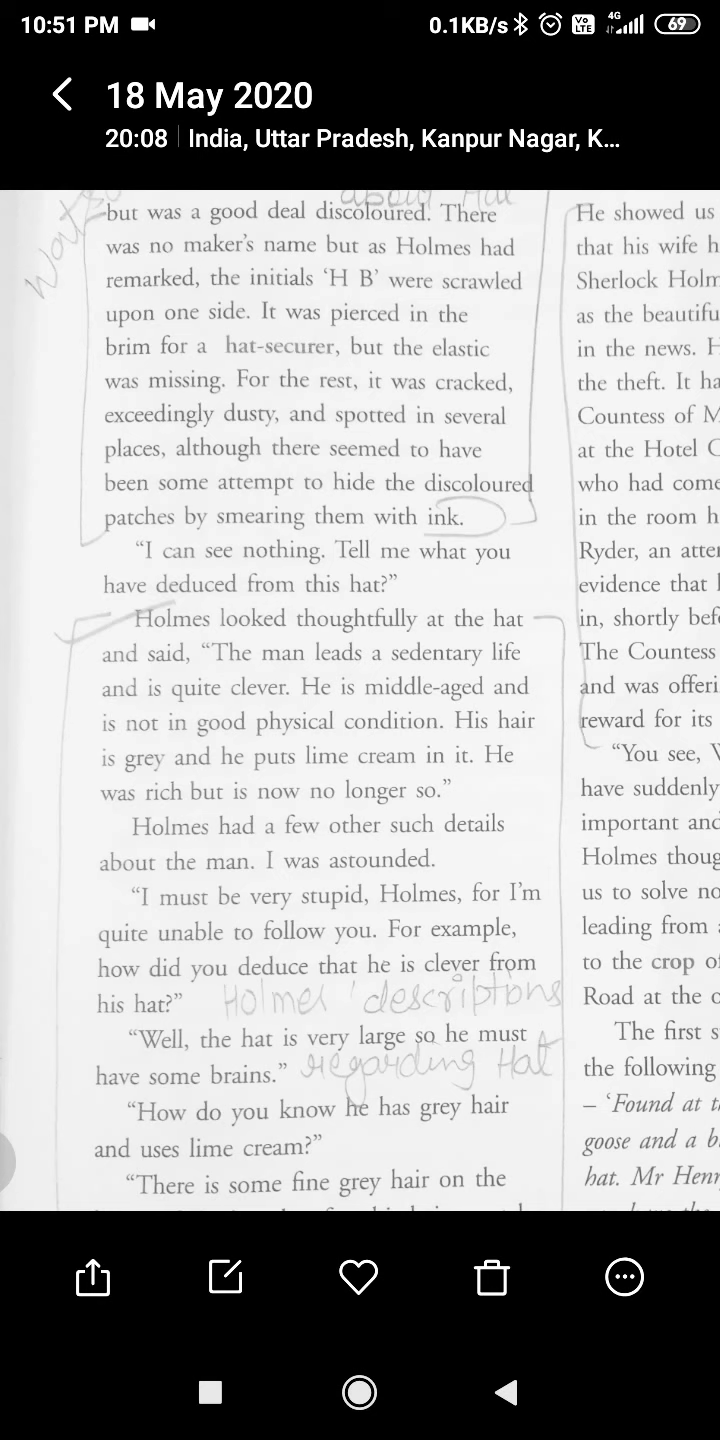 10:51 PM
0.1KB/s
Vo LTE
4G
69
18 May 2020
20:08 India, Uttar Pradesh, Kanpur Nagar, K...
about Hat
but was a good deal discoloured. There
was no maker's name but as Holmes had
remarked, the initials ‘H B’ were scrawled
upon one side. It was pierced in the
brim for a hat-securer, but the elastic
was missing. For the rest, it was cracked,
exceedingly dusty, and spotted in several
places, although there seemed to have
been some attempt to hide the discoloured
patches by smearing them with ink.
“I can see nothing. Tell me what you
have deduced from this hat?”
Holmes looked thoughtfully at the hat
and said, “The man leads a sedentary life
and is quite clever. He is middle-aged and
is not in good physical condition. His hair
is grey and he puts lime cream in it. He
was rich but is now no longer so.”
Holmes had a few other such details
about the man. I was astounded.
“I must be very stupid, Holmes, for I’m
quite unable to follow you. For example,
how did you deduce that he is clever from
his hat?” Holmes' descriptions
“Well, the hat is very large so he must
have some brains.” regarding Hat
“How do you know he has grey hair
and uses lime cream?”
“There is some fine grey hair on the
He showed us
that his wife h
Sherlock Holm
as the beautifu
in the news. H
the theft. It ha
Countess of M
at the Hotel C
who had come
in the room h
Ryder, an atter
evidence that
in, shortly befo
The Countess
and was offeri
reward for its
“You see, W
have suddenly
important and
Holmes thoug
us to solve no
leading from
to the crop of
Road at the o
The first s
the following
– ‘Found at th
goose and a b
hat. Mr Henr